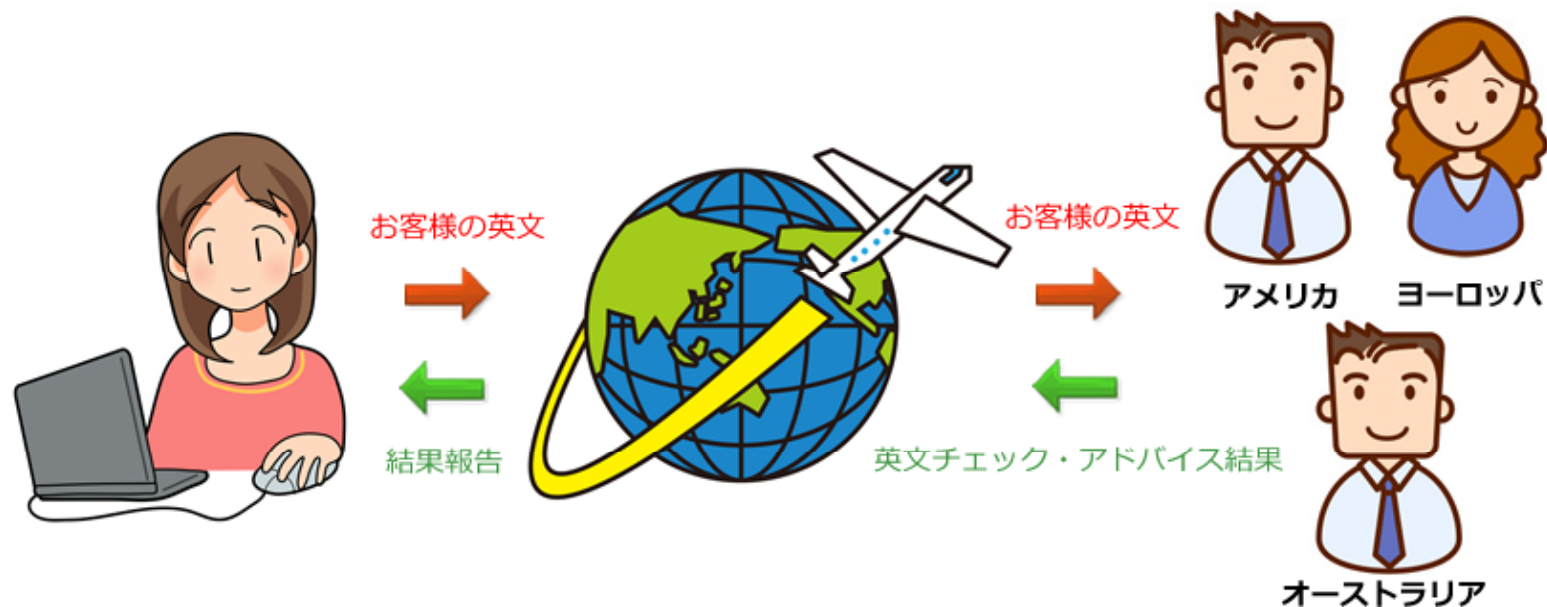 お客様の英文
お客様の英文
アメリカ
ヨーロッパ
結果報告
英文チェック・アドバイス結果
オーストラリア